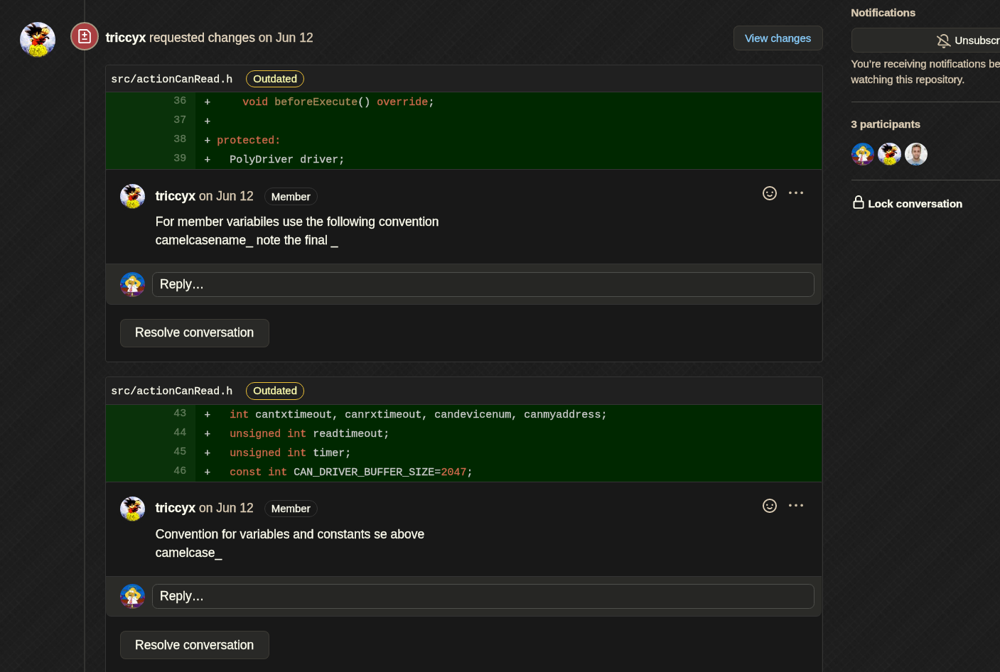 triccyx requested changes on Jun 12
View changes
src/actionCanRead.h Outdated
36 + void beforeExecute() override;
37 +
38 + protected:
39 + PolyDriver driver;
triccyx on Jun 12 Member
For member variabiles use the following convention
camelcasename_ note the final _
Reply...
Resolve conversation
src/actionCanRead.h Outdated
43 + int cantxtimeout, canrxtimeout, candevicenum, canmyaddress;
44 + unsigned int readtimeout;
45 + unsigned int timer;
46 + const int CAN_DRIVER_BUFFER_SIZE=2047;
triccyx on Jun 12 Member
Convention for variables and constants se above
camelcase_
Reply...
Resolve conversation
Notifications
Unsubscr
You're receiving notifications be
watching this repository.
3 participants
Lock conversation